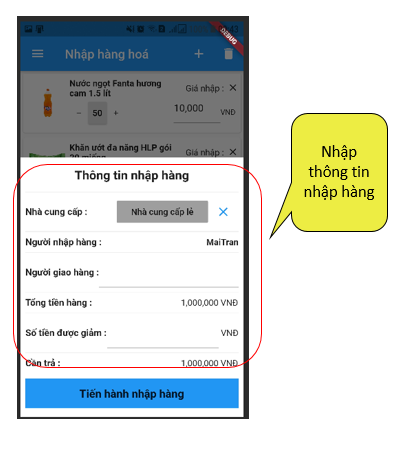 DEBUG
Nhập hàng hoá
Nước ngọt Fanta hương
cam 1.5 lít
Giá nhập : ×
− 50 +
10,000 VNĐ
Khăn ướt đa năng HLP gói
Giá nhập : ×
Thông tin nhập hàng
Nhà cung cấp : Nhà cung cấp lẻ ×
Người nhập hàng : MaiTran
Người giao hàng :
Tổng tiền hàng : 1,000,000 VNĐ
Số tiền được giảm : VNĐ
Cần trả : 1,000,000 VNĐ
Tiến hành nhập hàng
Nhập
thông tin
nhập hàng